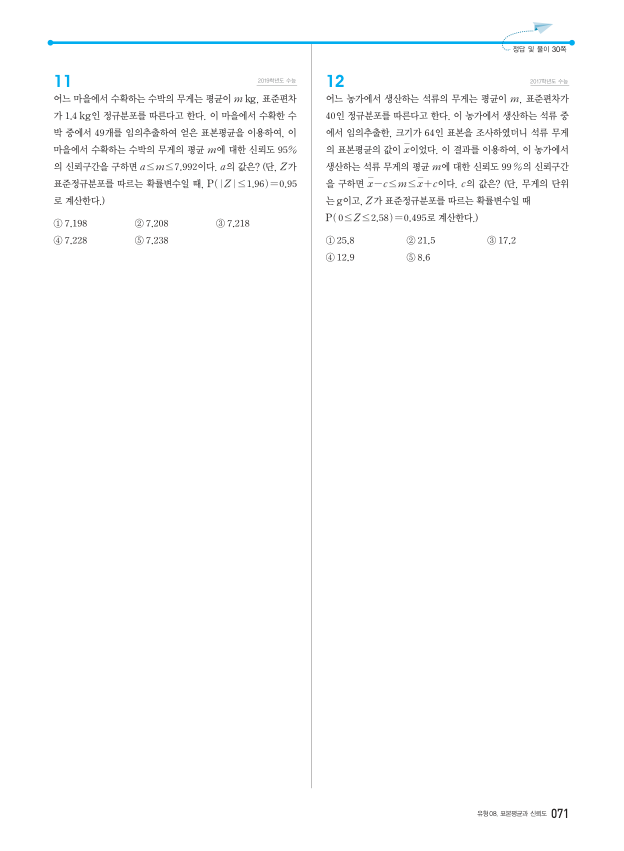 정답 및 풀이 30쪽
11
2019학년도 수능
어느 마을에서 수확하는 수박의 무게는 평균이 m kg, 표준편차
가 1.4 kg인 정규분포를 따른다고 한다. 이 마을에서 수확한 수
박 중에서 49개를 임의추출하여 얻은 표본평균을 이용하여, 이
마을에서 수확하는 수박의 무게의 평균 m에 대한 신뢰도 95%
의 신뢰구간을 구하면 a≤m≤7.992이다. a의 값은? (단, Z가
표준정규분포를 따르는 확률변수일 때, P(|Z|≤1.96)=0.95
로 계산한다.)
① 7.198 ② 7.208 ③ 7.218
④ 7.228 ⑤ 7.238
12
2017학년도 수능
어느 농가에서 생산하는 석류의 무게는 평균이 m, 표준편차가
40인 정규분포를 따른다고 한다. 이 농가에서 생산하는 석류 중
에서 임의추출한, 크기가 64인 표본을 조사하였더니 석류 무게
의 표본평균의 값이 x̄이었다. 이 결과를 이용하여, 이 농가에서
생산하는 석류 무게의 평균 m에 대한 신뢰도 99%의 신뢰구간
을 구하면 x̄-c≤m≤x̄+c이다. c의 값은? (단, 무게의 단위
는 g이고, Z가 표준정규분포를 따르는 확률변수일 때
P(0≤Z≤2.58)=0.495로 계산한다.)
① 25.8 ② 21.5 ③ 17.2
④ 12.9 ⑤ 8.6
유형08. 표본평균과 신뢰도 071